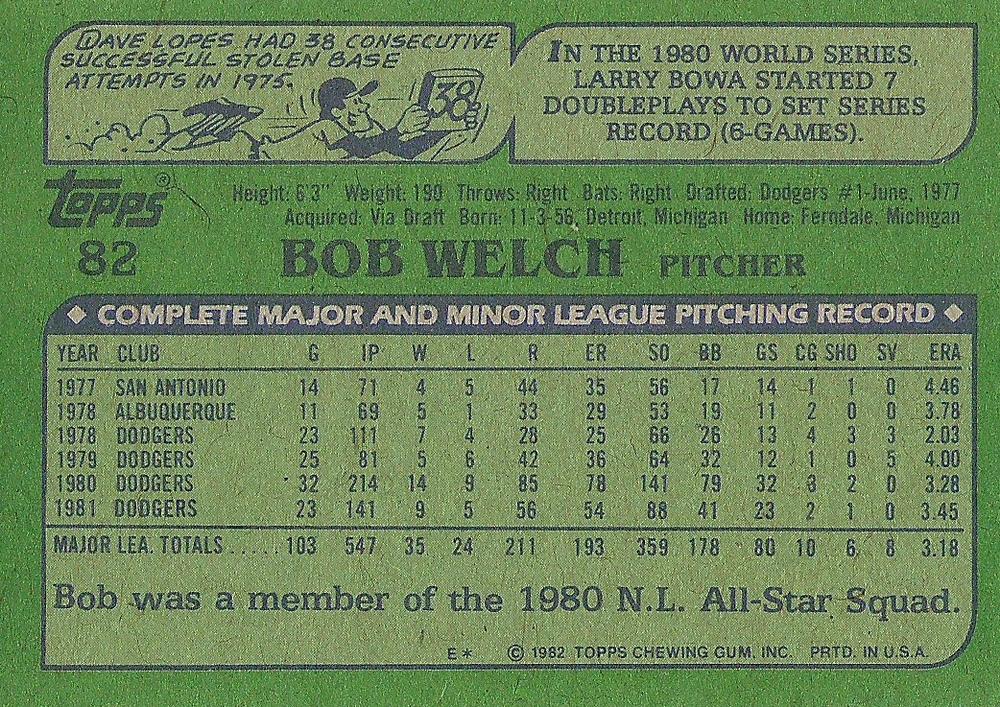 DAVE LOPES HAD 38 CONSECUTIVE
SUCCESSFUL STOLEN BASE
ATTEMPTS IN 1975.
38
IN THE 1980 WORLD SERIES,
LARRY BOWA STARTED 7
DOUBLEPLAYS TO SET SERIES
RECORD (6-GAMES).
Topps®
Height: 6'3" Weight: 190 Throws: Right Bats: Right Drafted: Dodgers #1-June, 1977
Acquired: Via Draft Born: 11-3-56, Detroit, Michigan Home: Ferndale, Michigan
82 BOB WELCH PITCHER
◆ COMPLETE MAJOR AND MINOR LEAGUE PITCHING RECORD ◆
YEAR CLUB G IP W L R ER SO BB GS CG SHO SV ERA
1977 SAN ANTONIO 14 71 4 5 44 35 56 17 14 1 1 0 4.46
1978 ALBUQUERQUE 11 69 5 1 33 29 53 19 11 2 0 0 3.78
1978 DODGERS 23 111 7 4 28 25 66 26 13 4 3 3 2.03
1979 DODGERS 25 81 5 6 42 36 64 32 12 1 0 5 4.00
1980 DODGERS 32 214 14 9 85 78 141 79 32 3 2 0 3.28
1981 DODGERS 23 141 9 5 56 54 88 41 23 2 1 0 3.45
MAJOR LEA. TOTALS ..... 103 547 35 24 211 193 359 178 80 10 6 8 3.18
Bob was a member of the 1980 N.L. All-Star Squad.
E* © 1982 TOPPS CHEWING GUM, INC. PRTD. IN U.S.A.